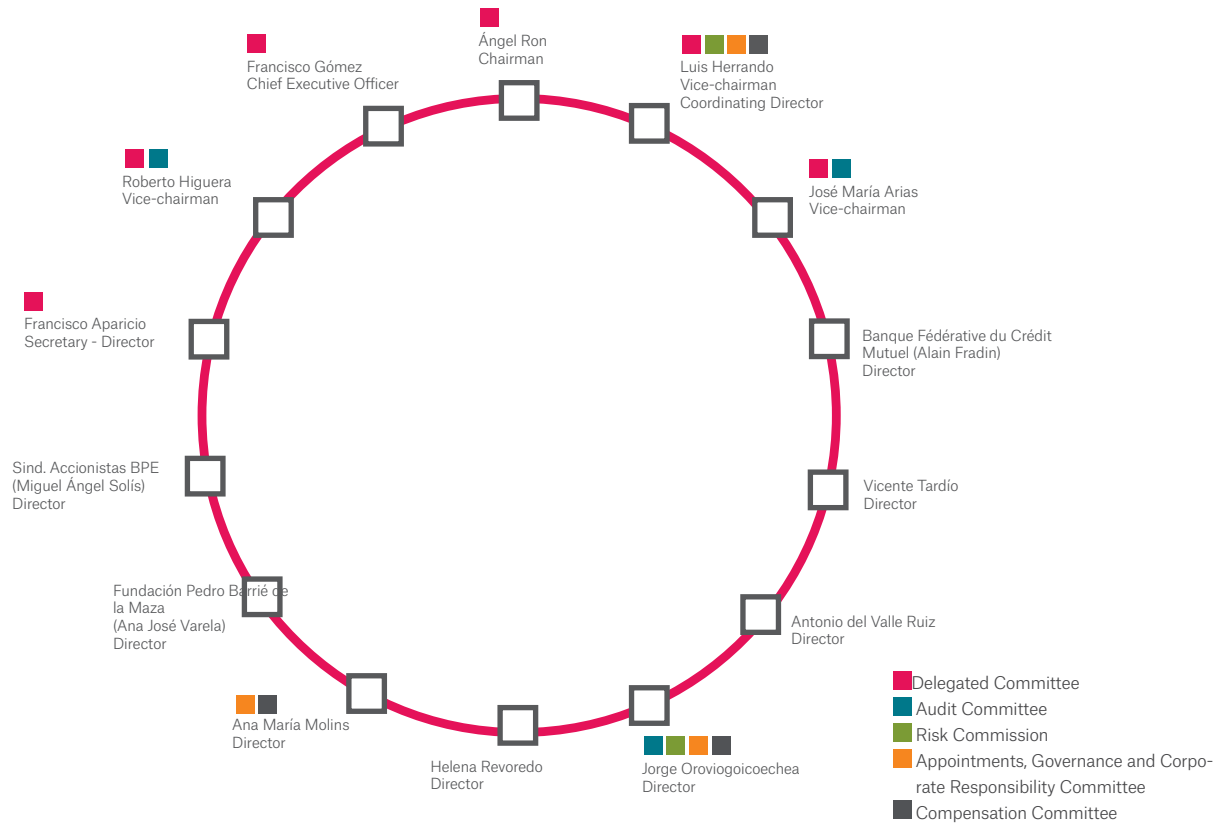 Ángel Ron
Chairman
Luis Herrando
Vice-chairman
Coordinating Director
José María Arias
Vice-chairman
Banque Fédérative du Crédit
Mutuel (Alain Fradin)
Director
Vicente Tardío
Director
Antonio del Valle Ruiz
Director
Jorge Oroviogoicoechea
Director
Helena Revoredo
Director
Ana María Molins
Director
Fundación Pedro Barrié de
la Maza
(Ana José Varela)
Director
Sind. Accionistas BPE
(Miguel Ángel Solís)
Director
Francisco Aparicio
Secretary - Director
Roberto Higuera
Vice-chairman
Francisco Gómez
Chief Executive Officer
Delegated Committee
Audit Committee
Risk Commission
Appointments, Governance and Corpo-
rate Responsibility Committee
Compensation Committee